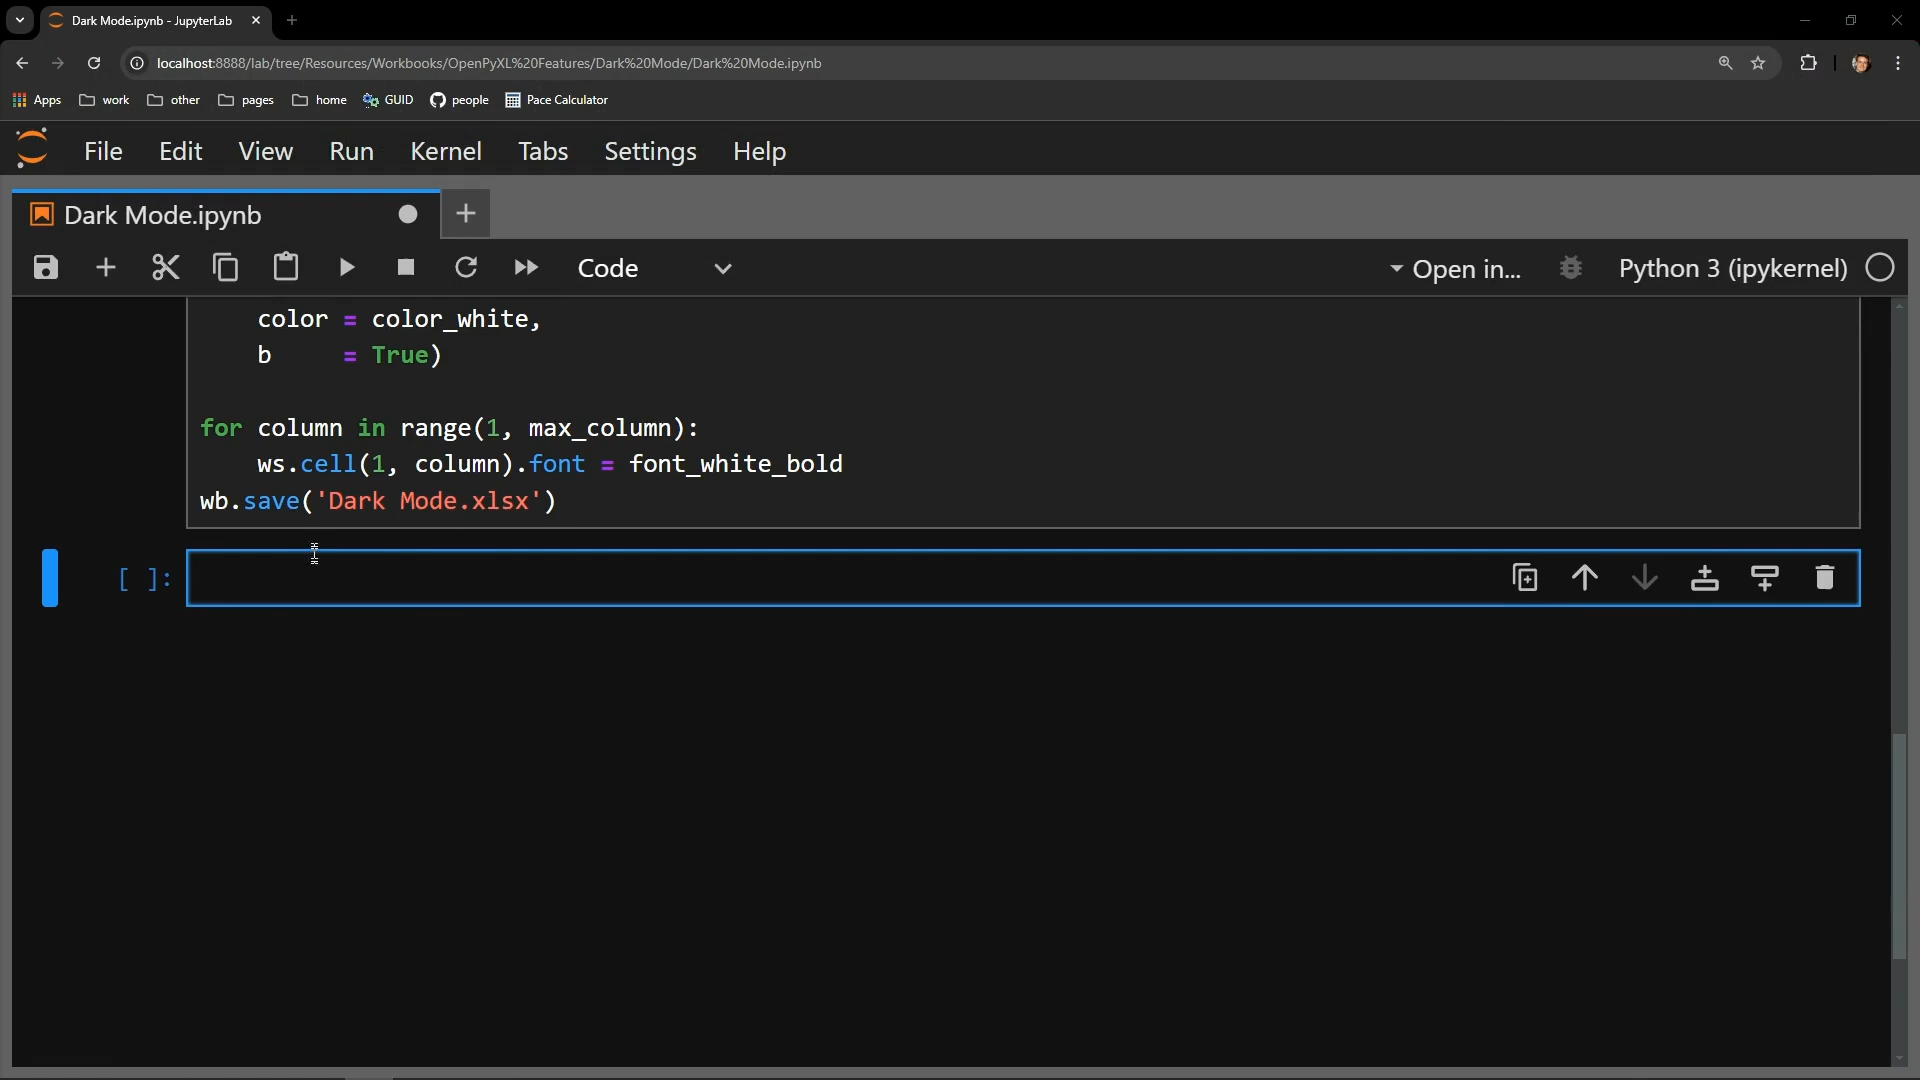 Dark Mode.ipynb - JupyterLab
localhost:8888/lab/tree/Resources/Workbooks/OpenPyXL%20Features/Dark%20Mode/Dark%20Mode.ipynb
Apps work other pages home GUID people Pace Calculator
File Edit View Run Kernel Tabs Settings Help
Dark Mode.ipynb
Code Open in... Python 3 (ipykernel)
    color = color_white,
    b     = True)
for column in range(1, max_column):
    ws.cell(1, column).font = font_white_bold
wb.save('Dark Mode.xlsx')
[ ]: